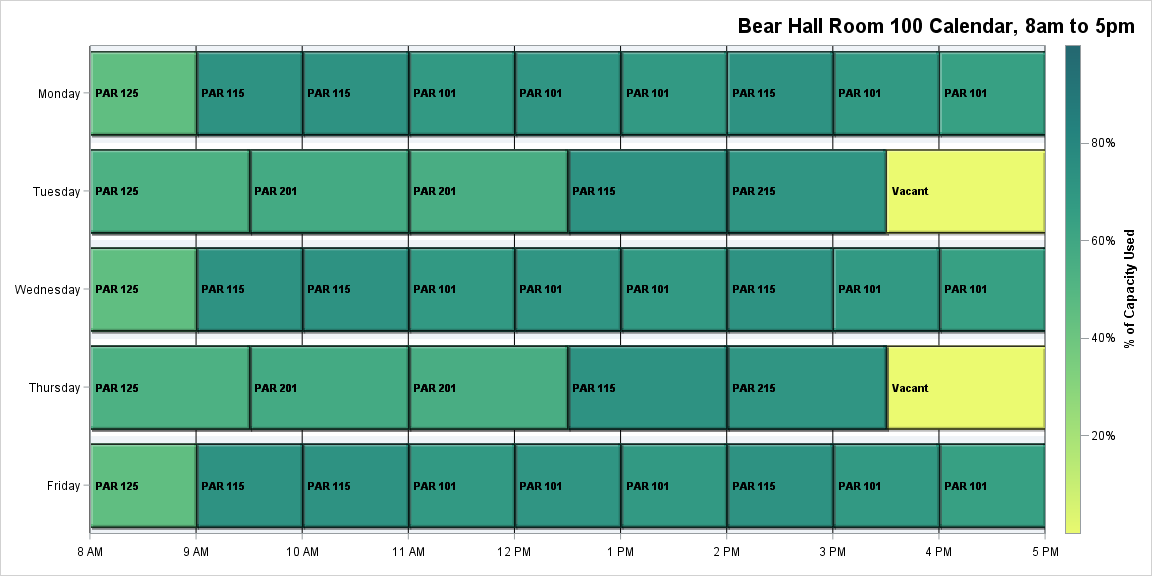 Bear Hall Room 100 Calendar, 8am to 5pm
Monday
PAR 125
PAR 115
PAR 115
PAR 101
PAR 101
PAR 101
PAR 115
PAR 101
PAR 101
Tuesday
PAR 125
PAR 201
PAR 201
PAR 115
PAR 215
Vacant
Wednesday
PAR 125
PAR 115
PAR 115
PAR 101
PAR 101
PAR 101
PAR 115
PAR 101
PAR 101
Thursday
PAR 125
PAR 201
PAR 201
PAR 115
PAR 215
Vacant
Friday
PAR 125
PAR 115
PAR 115
PAR 101
PAR 101
PAR 101
PAR 115
PAR 101
PAR 101
8 AM
9 AM
10 AM
11 AM
12 PM
1 PM
2 PM
3 PM
4 PM
5 PM
80%
60%
40%
20%
% of Capacity Used